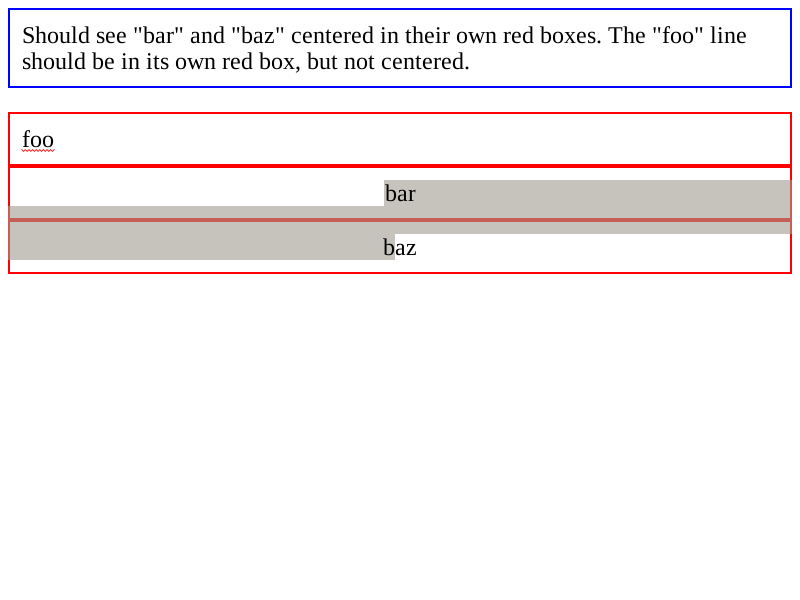 Should see "bar" and "baz" centered in their own red boxes. The "foo" line
should be in its own red box, but not centered.
foo
bar
baz